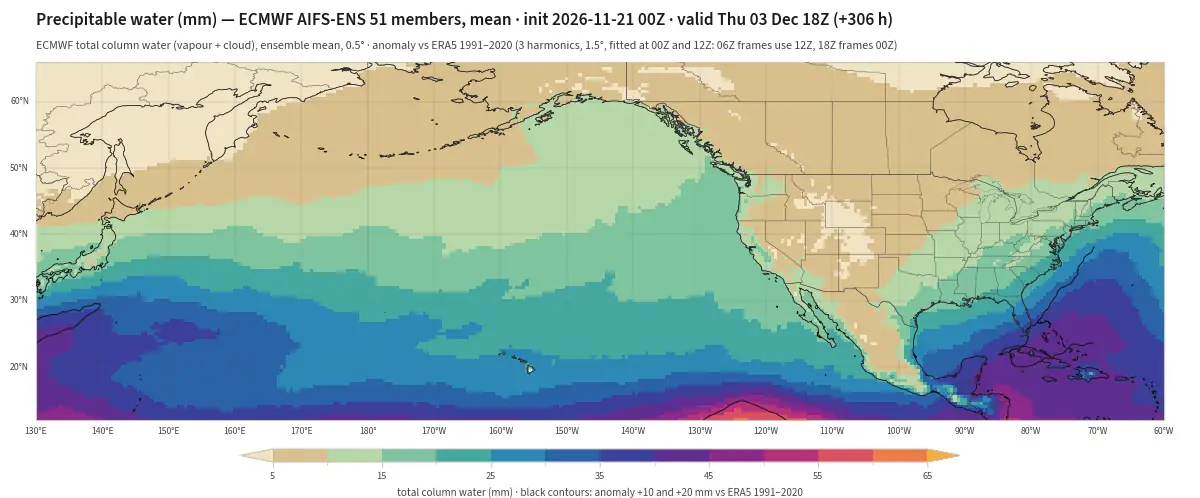 Precipitable water (mm) — ECMWF AIFS-ENS 51 members, mean · init 2026-11-21 00Z · valid Thu 03 Dec 18Z (+306 h)
ECMWF total column water (vapour + cloud), ensemble mean, 0.5° · anomaly vs ERA5 1991–2020 (3 harmonics, 1.5°, fitted at 00Z and 12Z: 06Z frames use 12Z, 18Z frames 00Z)
60°N
50°N
40°N
30°N
20°N
130°E 140°E 150°E 160°E 170°E 180° 170°W 160°W 150°W 140°W 130°W 120°W 110°W 100°W 90°W 80°W 70°W 60°W
5 15 25 35 45 55 65
total column water (mm) · black contours: anomaly +10 and +20 mm vs ERA5 1991–2020